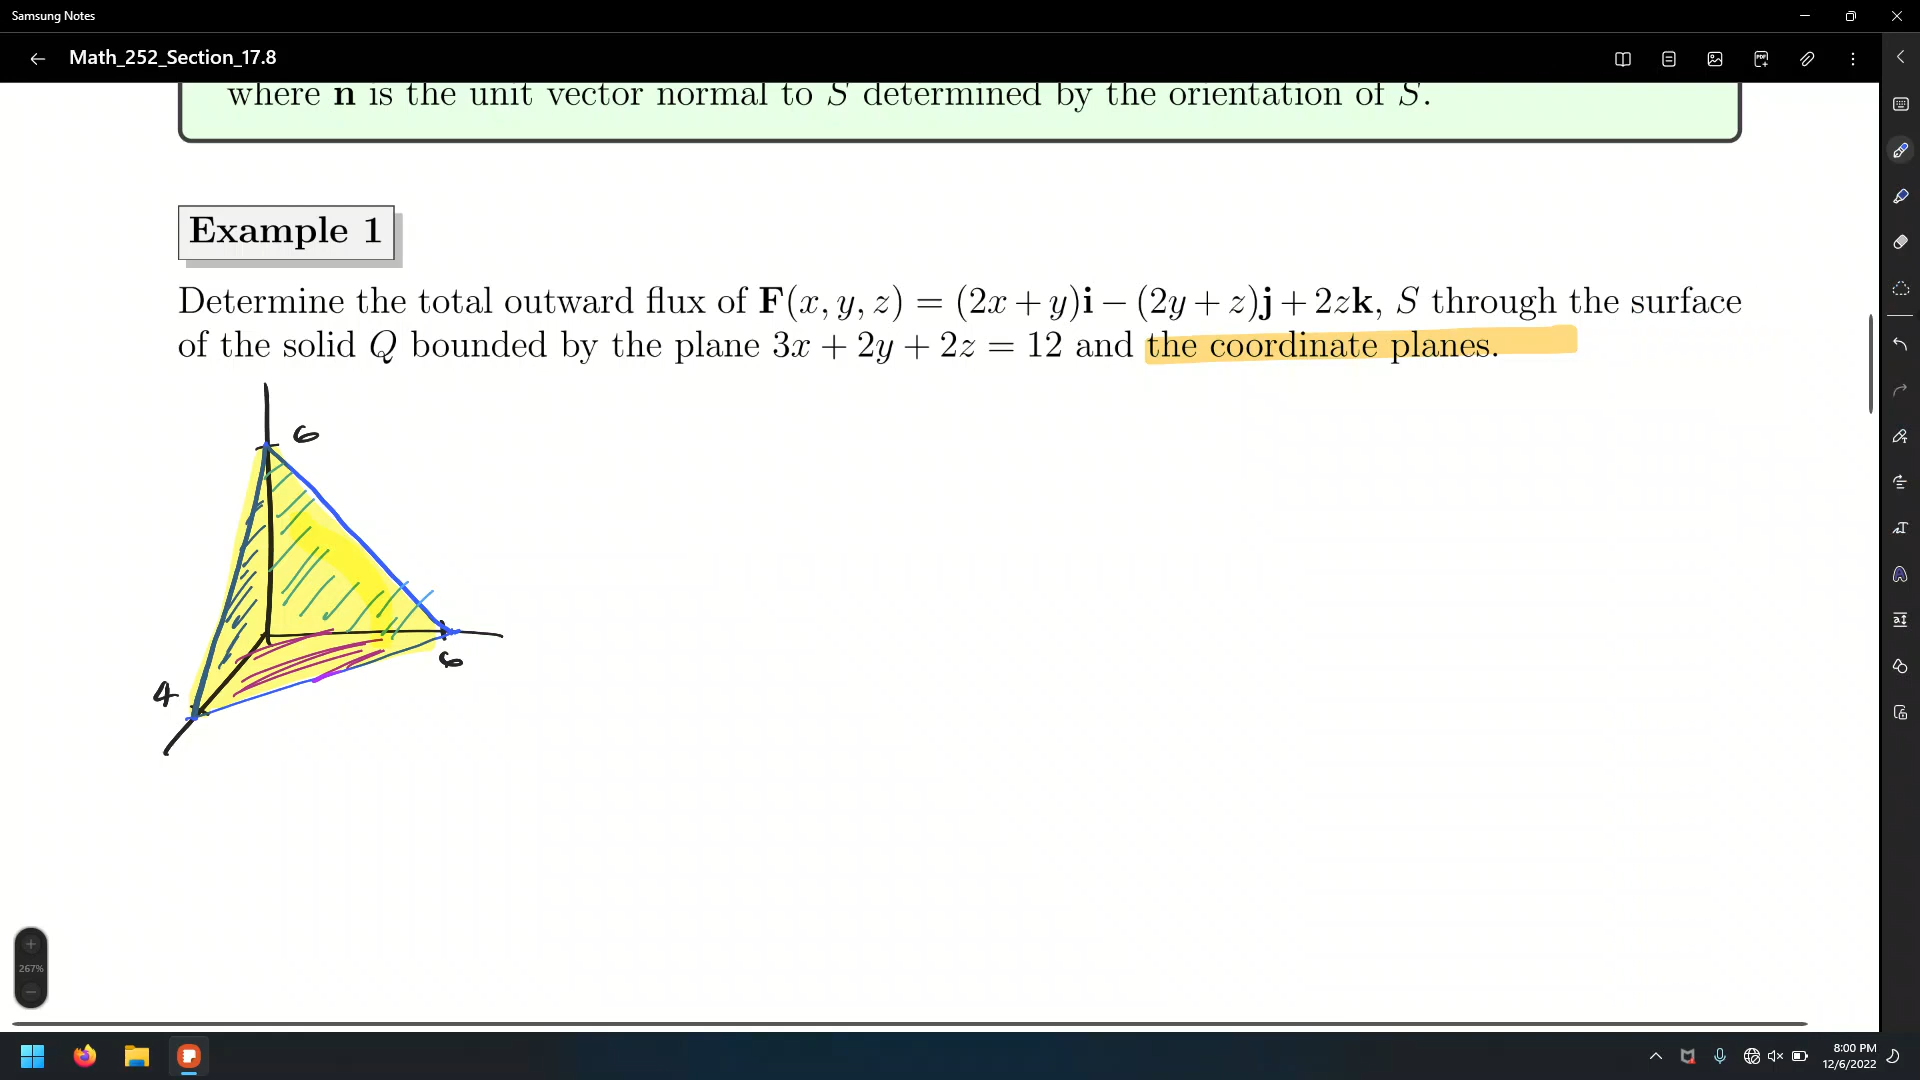 Samsung Notes
Math_252_Section_17.8
where n is the unit vector normal to S determined by the orientation of S.
Example 1
Determine the total outward flux of F(x, y, z) = (2x + y)i − (2y + z)j + 2zk, S through the surface
of the solid Q bounded by the plane 3x + 2y + 2z = 12 and the coordinate planes.
6
6
4
267%
8:00 PM
12/6/2022